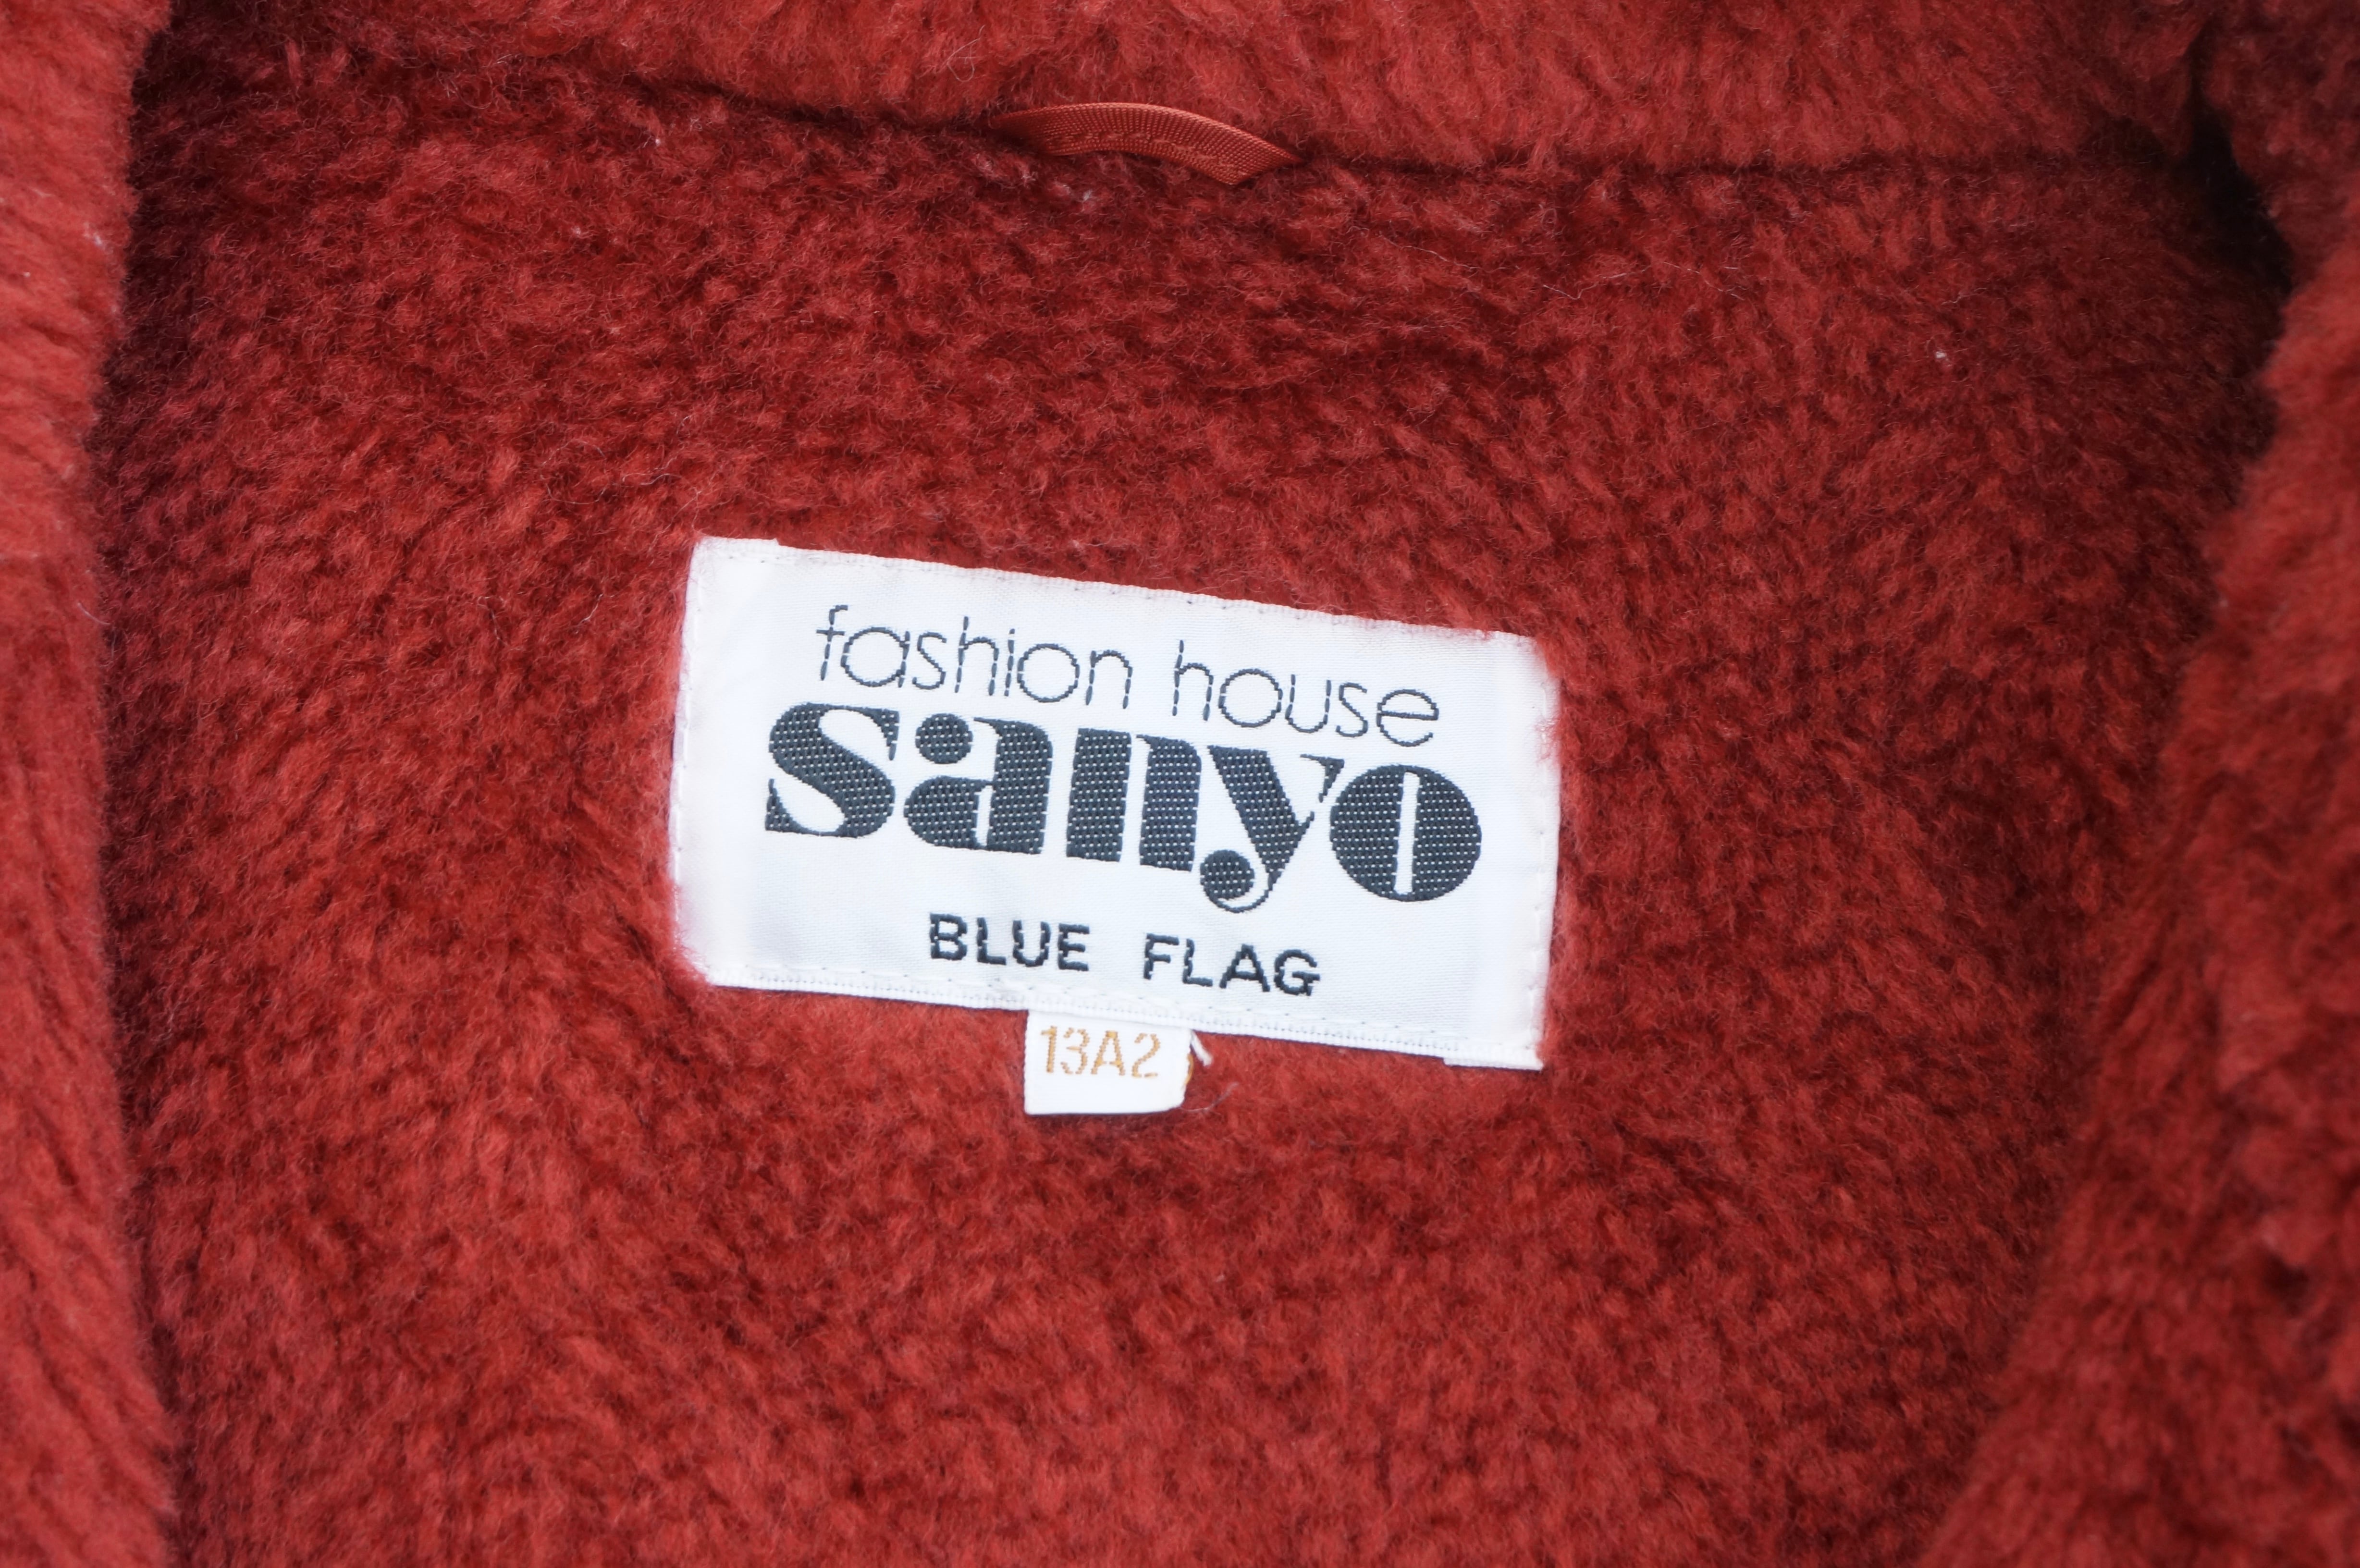 fashion house
sanyo
BLUE FLAG
13A2